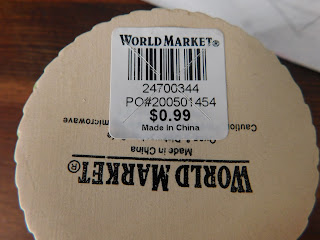 WORLD MARKET®
24700344
PO#200501454
$0.99
Made in China
WORLD MARKET®
Made in China
microwave
Caution